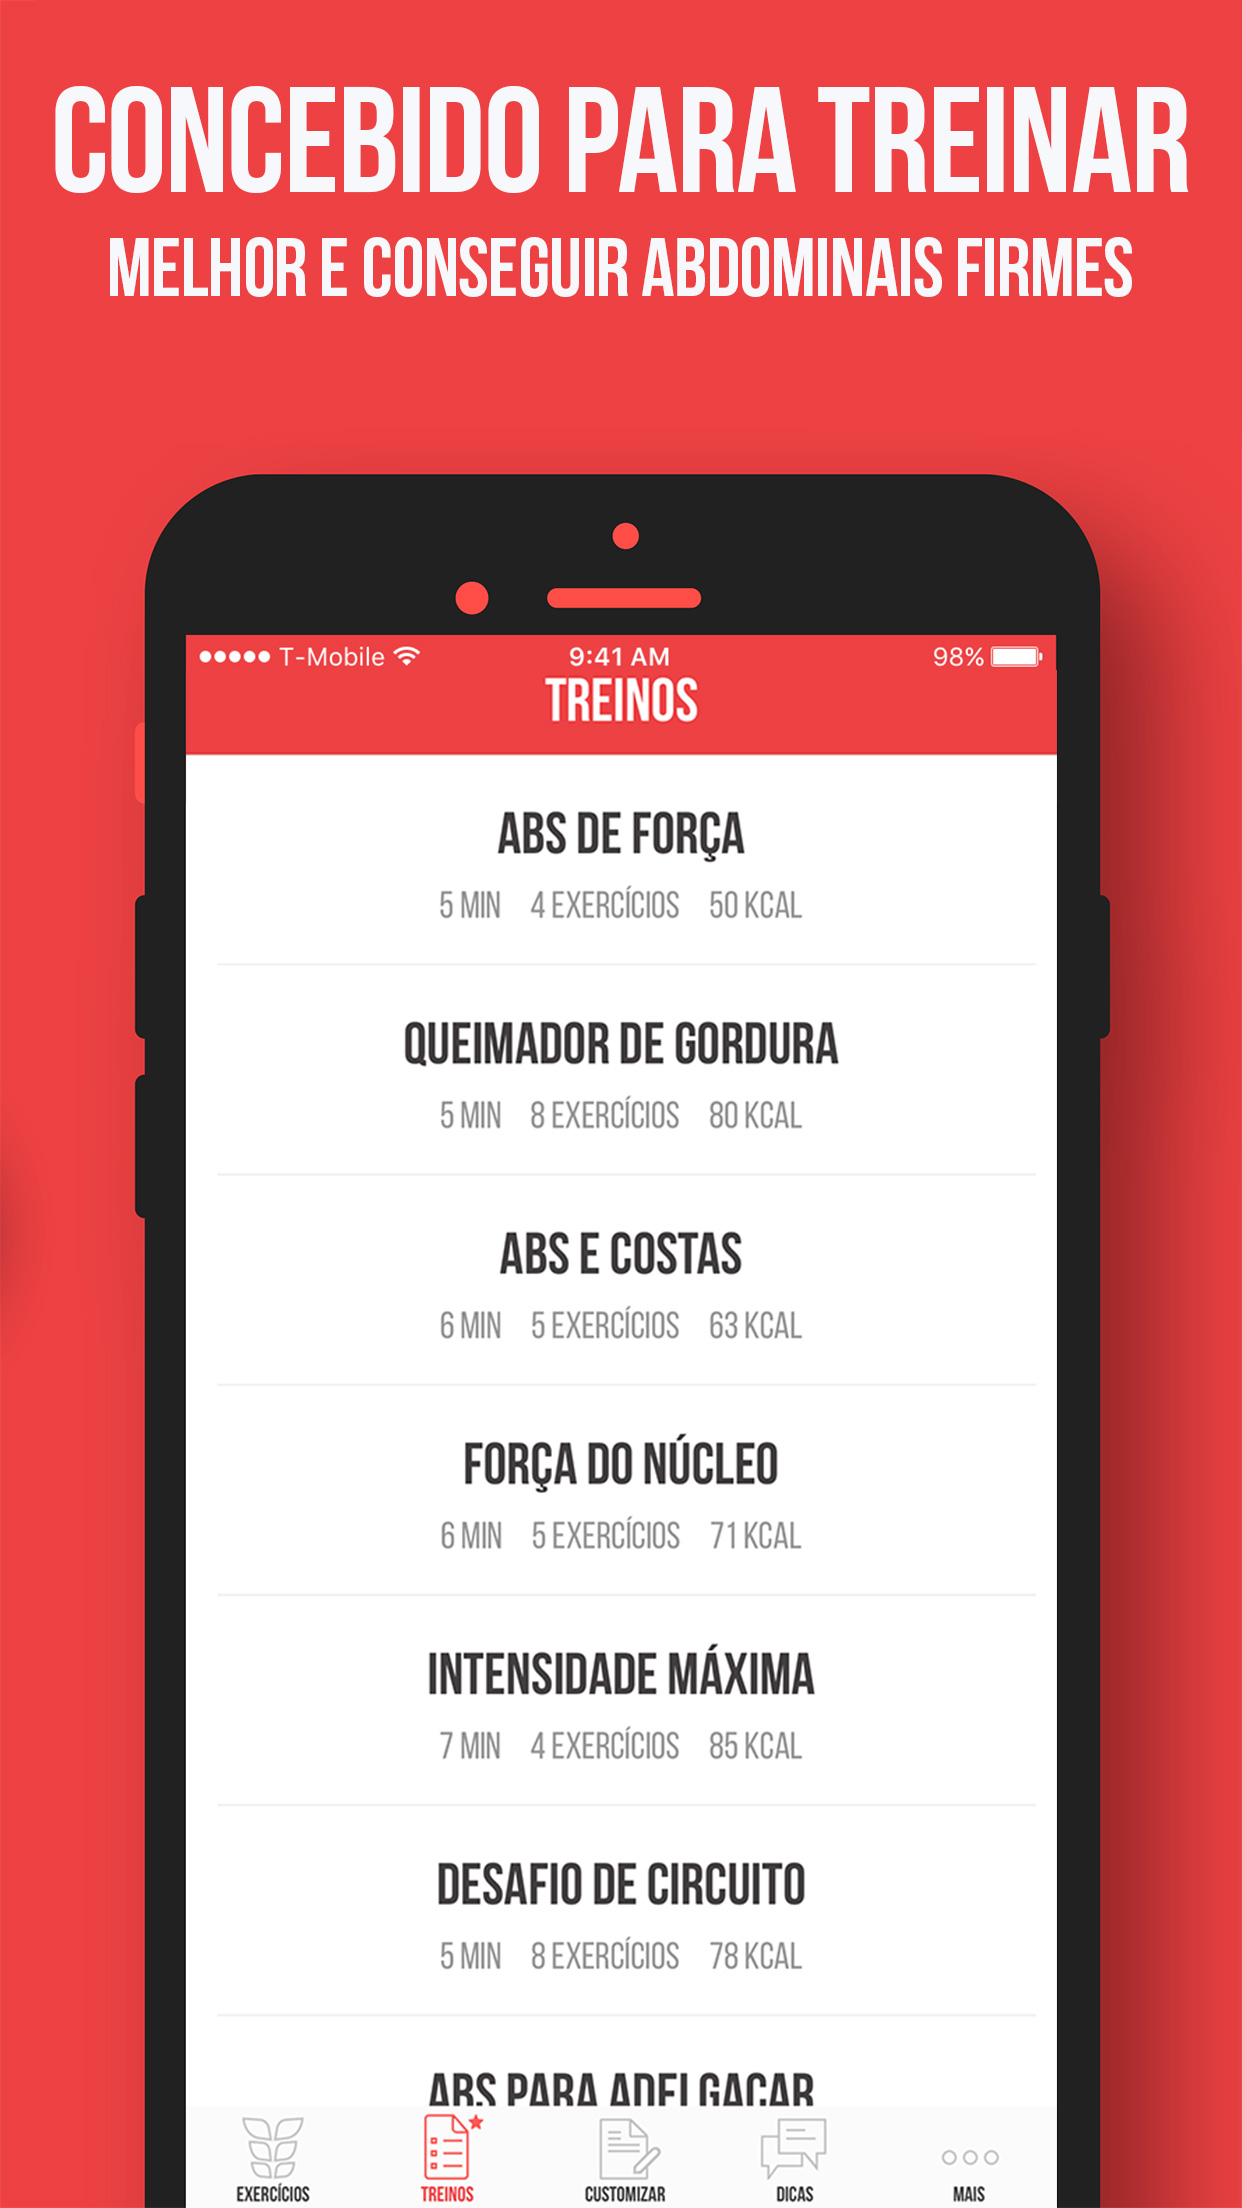 CONCEBIDO PARA TREINAR
MELHOR E CONSEGUIR ABDOMINAIS FIRMES
T-Mobile 9:41 AM 98%
TREINOS
ABS DE FORÇA
5 MIN 4 EXERCÍCIOS 50 KCAL
QUEIMADOR DE GORDURA
5 MIN 8 EXERCÍCIOS 80 KCAL
ABS E COSTAS
6 MIN 5 EXERCÍCIOS 63 KCAL
FORÇA DO NÚCLEO
6 MIN 5 EXERCÍCIOS 71 KCAL
INTENSIDADE MÁXIMA
7 MIN 4 EXERCÍCIOS 85 KCAL
DESAFIO DE CIRCUITO
5 MIN 8 EXERCÍCIOS 78 KCAL
ABS PARA ADELGAÇAR
EXERCÍCIOS TREINOS CUSTOMIZAR DICAS MAIS